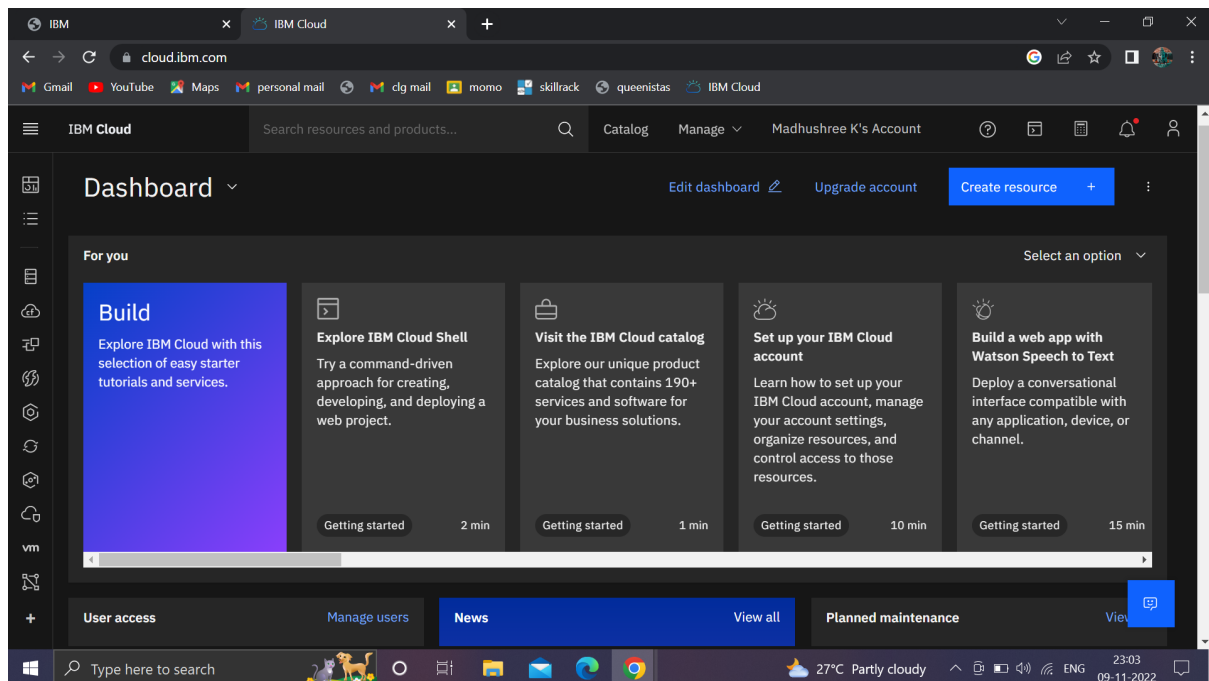 IBM
IBM Cloud
cloud.ibm.com
Gmail YouTube Maps personal mail clg mail momo skillrack queenistas IBM Cloud
IBM Cloud
Search resources and products...
Catalog
Manage
Madhushree K's Account
Dashboard
Edit dashboard
Upgrade account
Create resource +
For you
Select an option
Build
Explore IBM Cloud with this
selection of easy starter
tutorials and services.
Explore IBM Cloud Shell
Try a command-driven
approach for creating,
developing, and deploying a
web project.
Getting started 2 min
Visit the IBM Cloud catalog
Explore our unique product
catalog that contains 190+
services and software for
your business solutions.
Getting started 1 min
Set up your IBM Cloud
account
Learn how to set up your
IBM Cloud account, manage
your account settings,
organize resources, and
control access to those
resources.
Getting started 10 min
Build a web app with
Watson Speech to Text
Deploy a conversational
interface compatible with
any application, device, or
channel.
Getting started 15 min
vm
User access Manage users
News View all
Planned maintenance
Type here to search
27°C Partly cloudy
ENG
23:03
09-11-2022